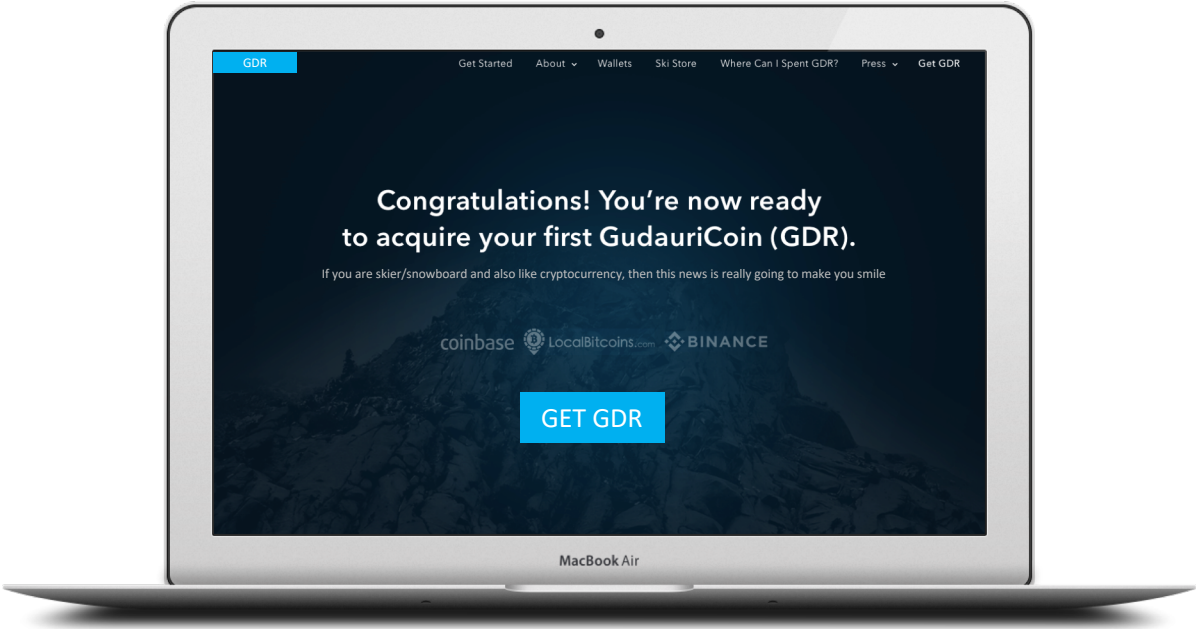 GDR
Get Started About Wallets Ski Store Where Can I Spent GDR? Press Get GDR
Congratulations! You're now ready
to acquire your first GudauriCoin (GDR).
If you are skier/snowboard and also like cryptocurrency, then this news is really going to make you smile
coinbase LocalBitcoins.com BINANCE
GET GDR
MacBook Air